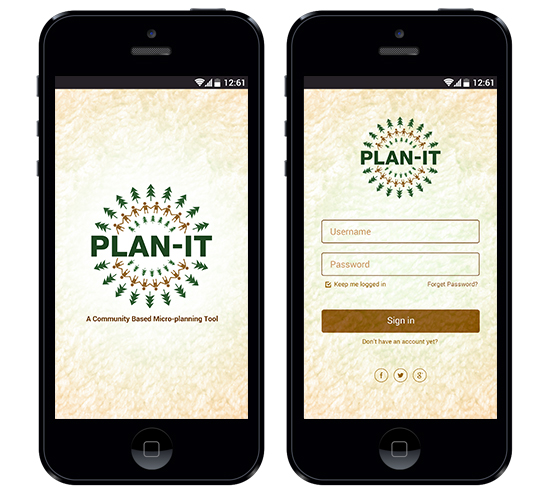 12:61
PLAN-IT
A Community Based Micro-planning Tool
12:61
PLAN-IT
Username
Password
Keep me logged in
Forget Password?
Sign in
Don't have an account yet?
f
8